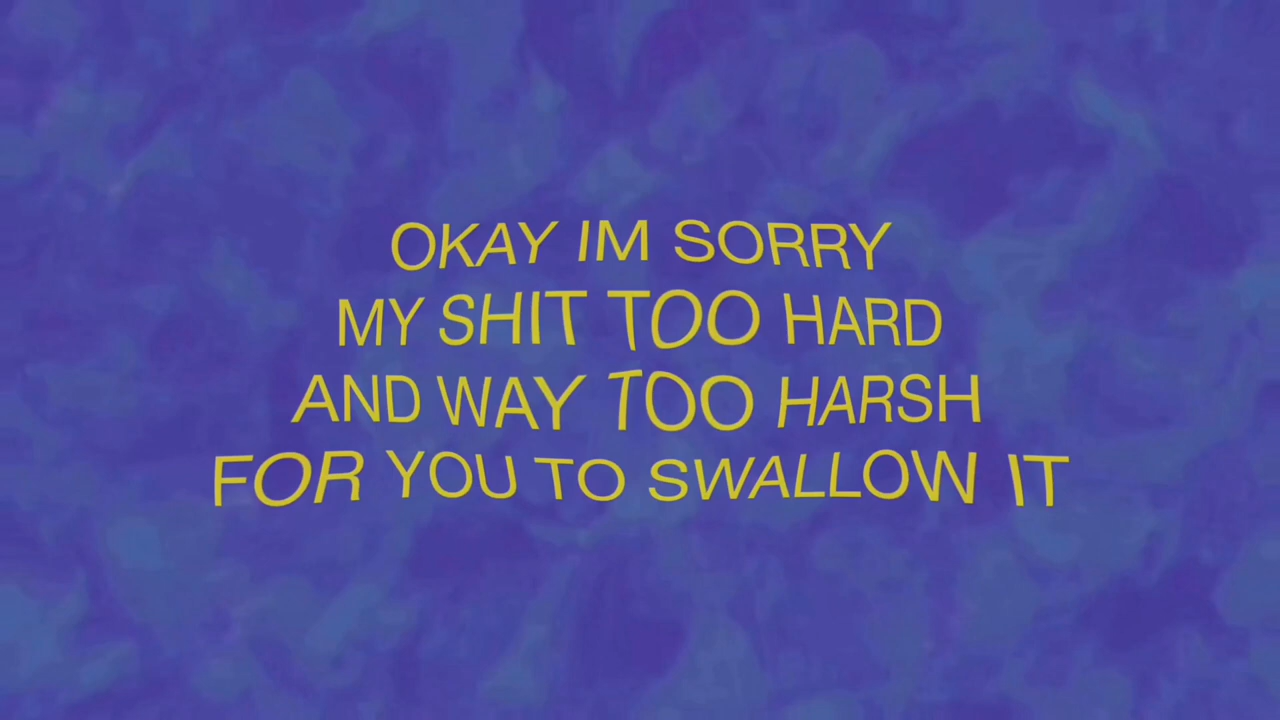 OKAY IM SORRY
MY SHIT TOO HARD
AND WAY TOO HARSH
FOR YOU TO SWALLOW IT